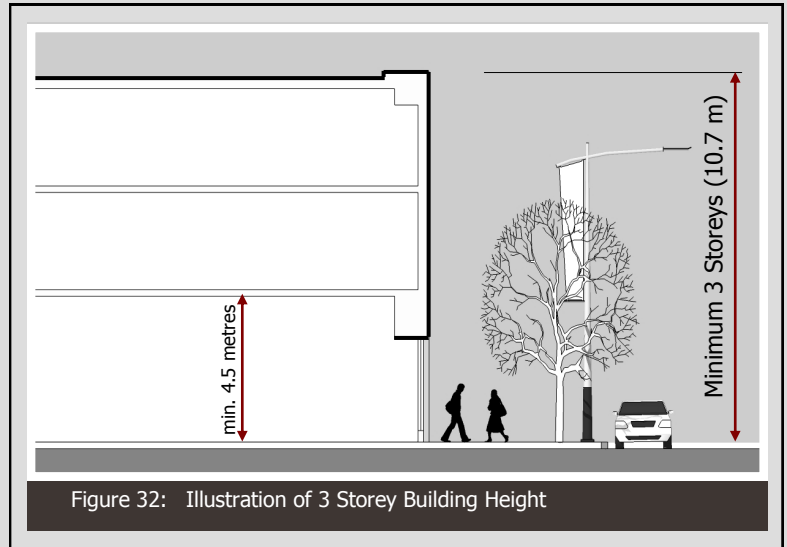 min. 4.5 metres
Minimum 3 Storeys (10.7 m)
Figure 32: Illustration of 3 Storey Building Height